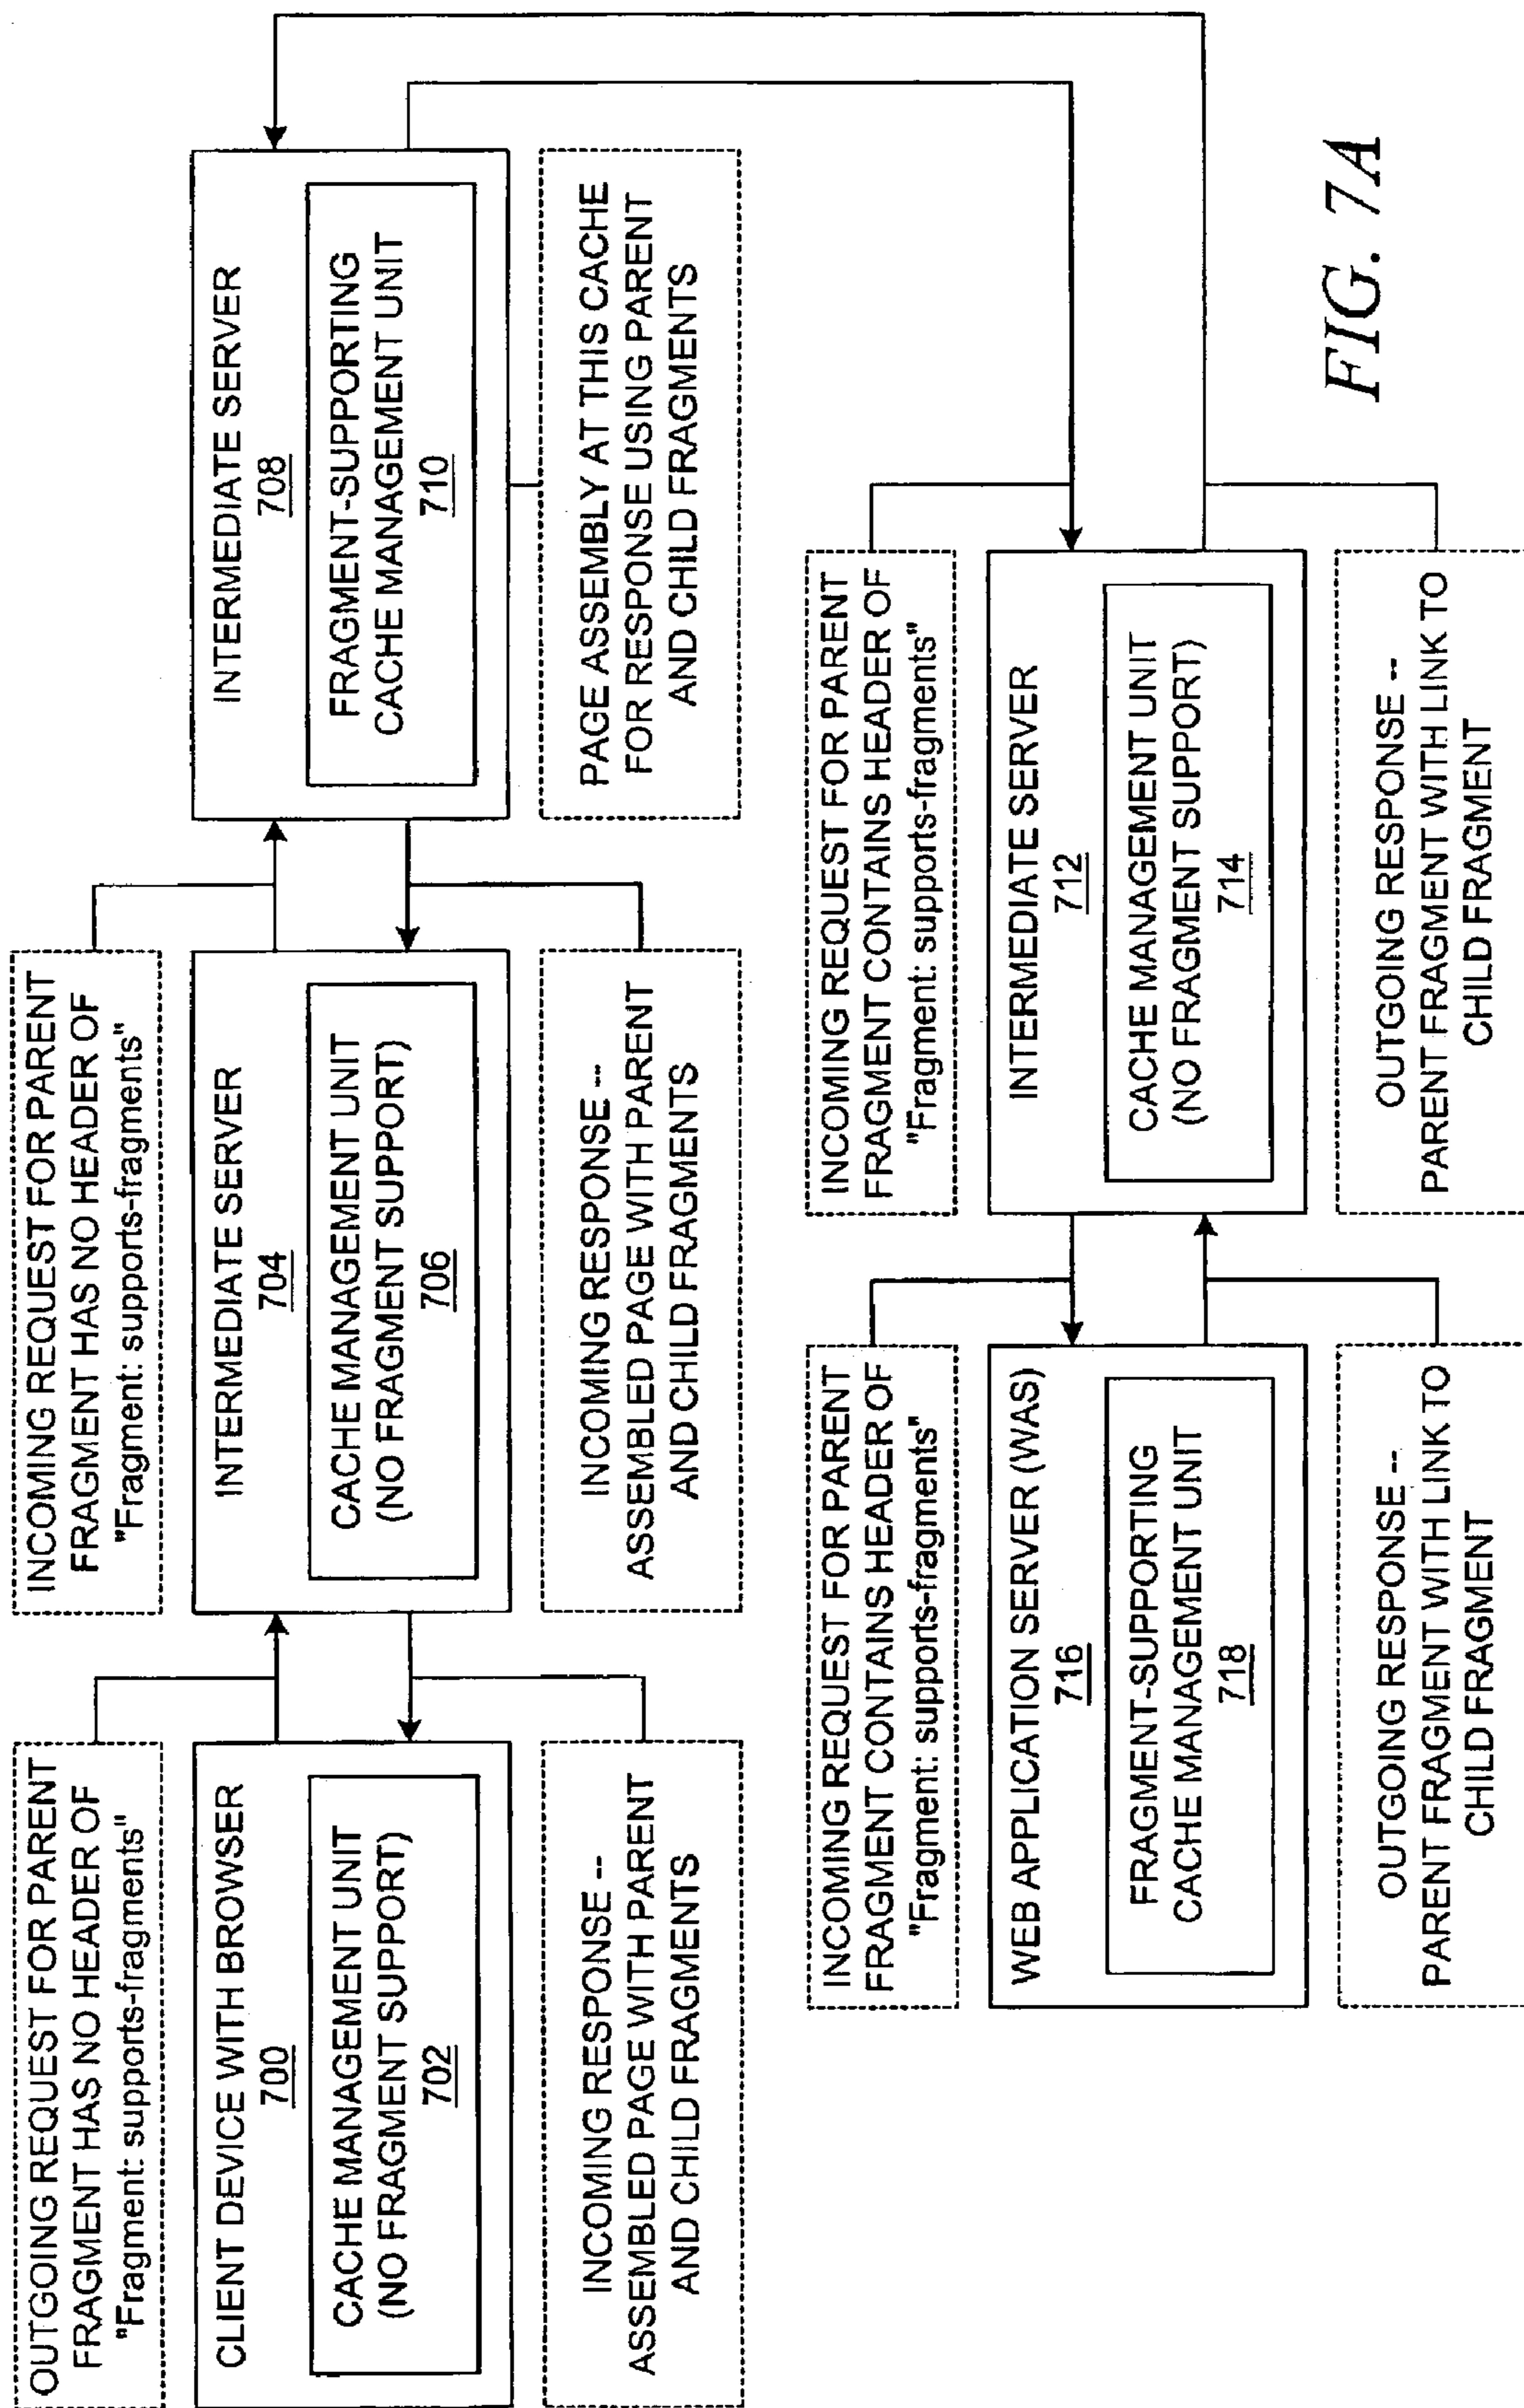 OUTGOING REQUEST FOR PARENT
FRAGMENT HAS NO HEADER OF
"Fragment: supports-fragments"
CLIENT DEVICE WITH BROWSER
700
CACHE MANAGEMENT UNIT
(NO FRAGMENT SUPPORT)
702
INCOMING RESPONSE --
ASSEMBLED PAGE WITH PARENT
AND CHILD FRAGMENTS
INCOMING REQUEST FOR PARENT
FRAGMENT HAS NO HEADER OF
"Fragment: supports-fragments"
INTERMEDIATE SERVER
704
CACHE MANAGEMENT UNIT
(NO FRAGMENT SUPPORT)
706
INCOMING RESPONSE --
ASSEMBLED PAGE WITH PARENT
AND CHILD FRAGMENTS
INTERMEDIATE SERVER
708
FRAGMENT-SUPPORTING
CACHE MANAGEMENT UNIT
710
PAGE ASSEMBLY AT THIS CACHE
FOR RESPONSE USING PARENT
AND CHILD FRAGMENTS
INCOMING REQUEST FOR PARENT
FRAGMENT CONTAINS HEADER OF
"Fragment: supports-fragments"
WEB APPLICATION SERVER (WAS)
716
FRAGMENT-SUPPORTING
CACHE MANAGEMENT UNIT
718
OUTGOING RESPONSE --
PARENT FRAGMENT WITH LINK TO
CHILD FRAGMENT
INCOMING REQUEST FOR PARENT
FRAGMENT CONTAINS HEADER OF
"Fragment: supports-fragments"
INTERMEDIATE SERVER
712
CACHE MANAGEMENT UNIT
(NO FRAGMENT SUPPORT)
714
OUTGOING RESPONSE --
PARENT FRAGMENT WITH LINK TO
CHILD FRAGMENT
FIG. 7A